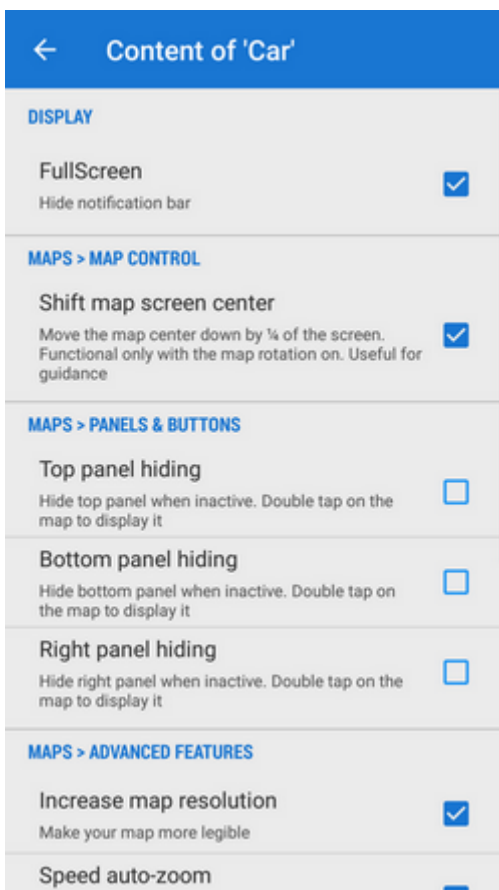 Content of 'Car'
DISPLAY
FullScreen
Hide notification bar
MAPS > MAP CONTROL
Shift map screen center
Move the map center down by ¼ of the screen.
Functional only with the map rotation on. Useful for
guidance
MAPS > PANELS & BUTTONS
Top panel hiding
Hide top panel when inactive. Double tap on the
map to display it
Bottom panel hiding
Hide bottom panel when inactive. Double tap on
the map to display it
Right panel hiding
Hide right panel when inactive. Double tap on the
map to display it
MAPS > ADVANCED FEATURES
Increase map resolution
Make your map more legible
Speed auto-zoom